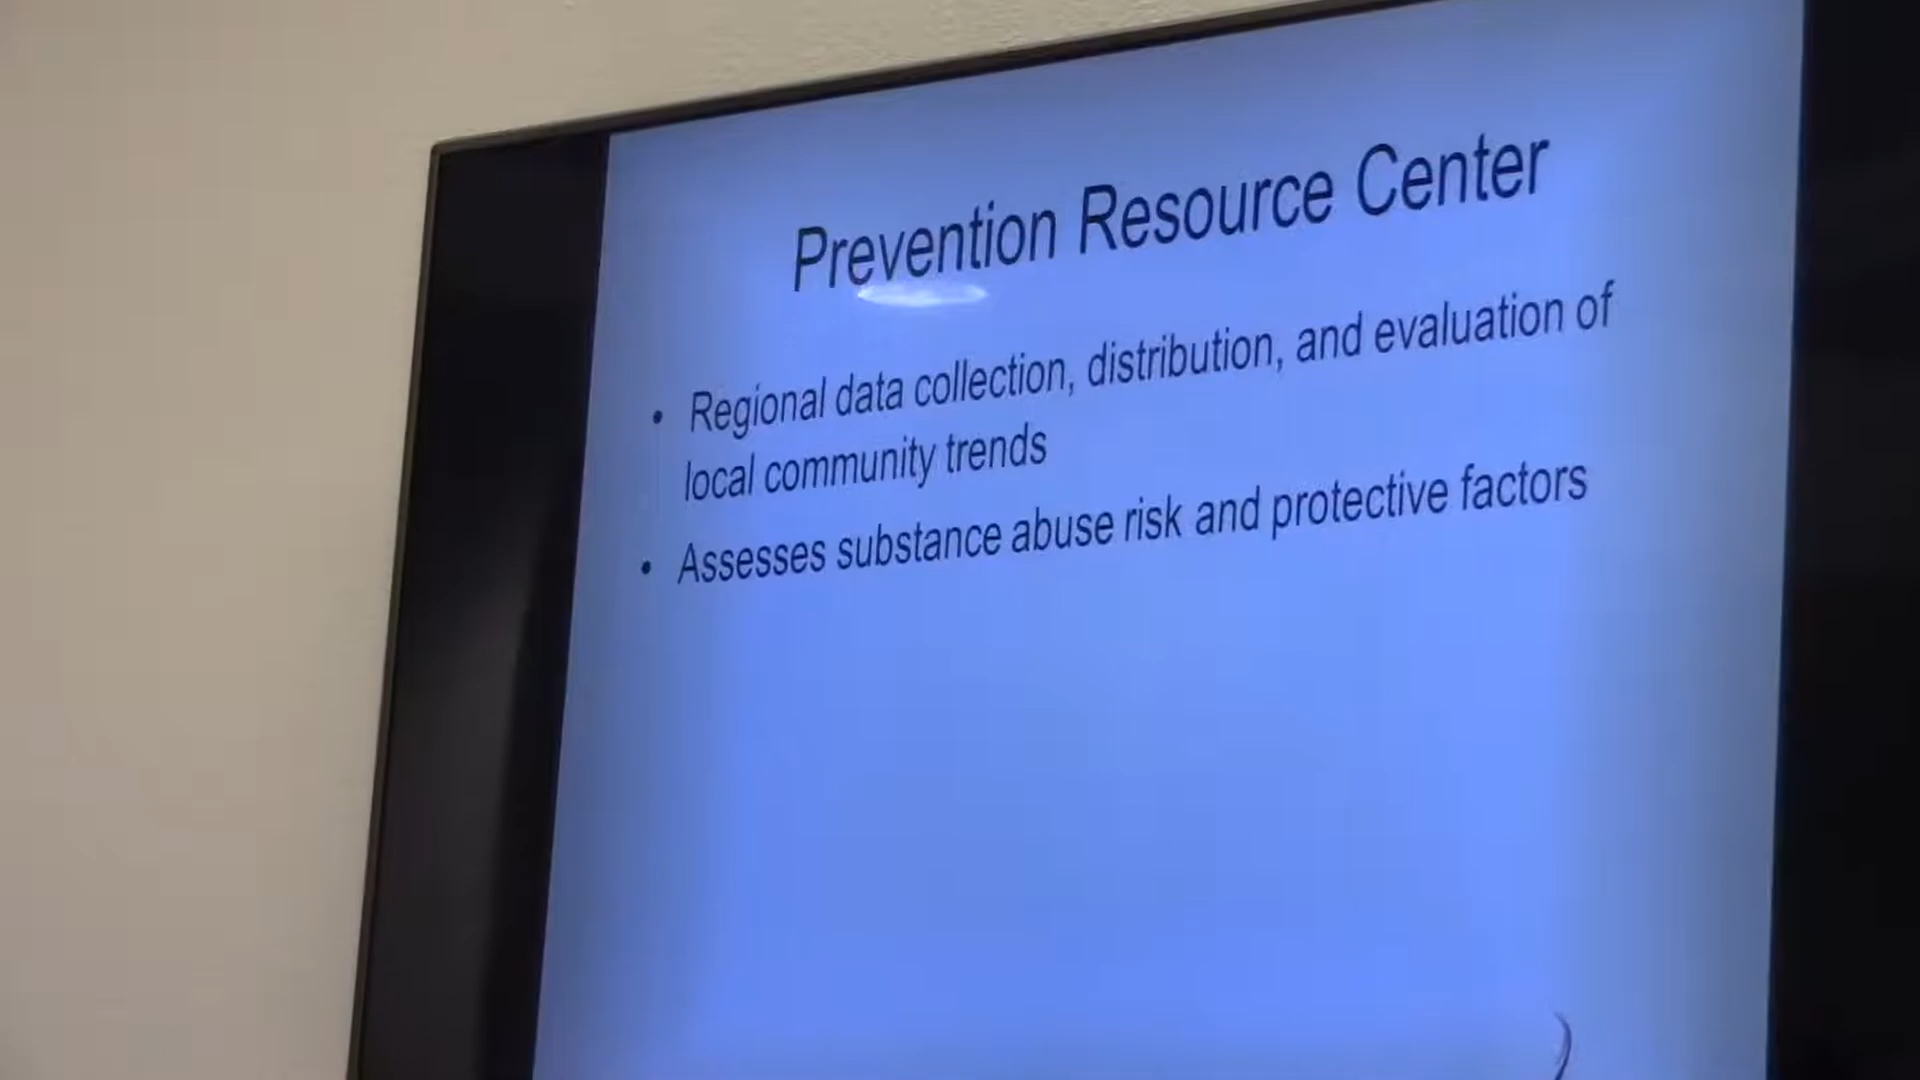 Prevention Resource Center
• Regional data collection, distribution, and evaluation of
local community trends
• Assesses substance abuse risk and protective factors